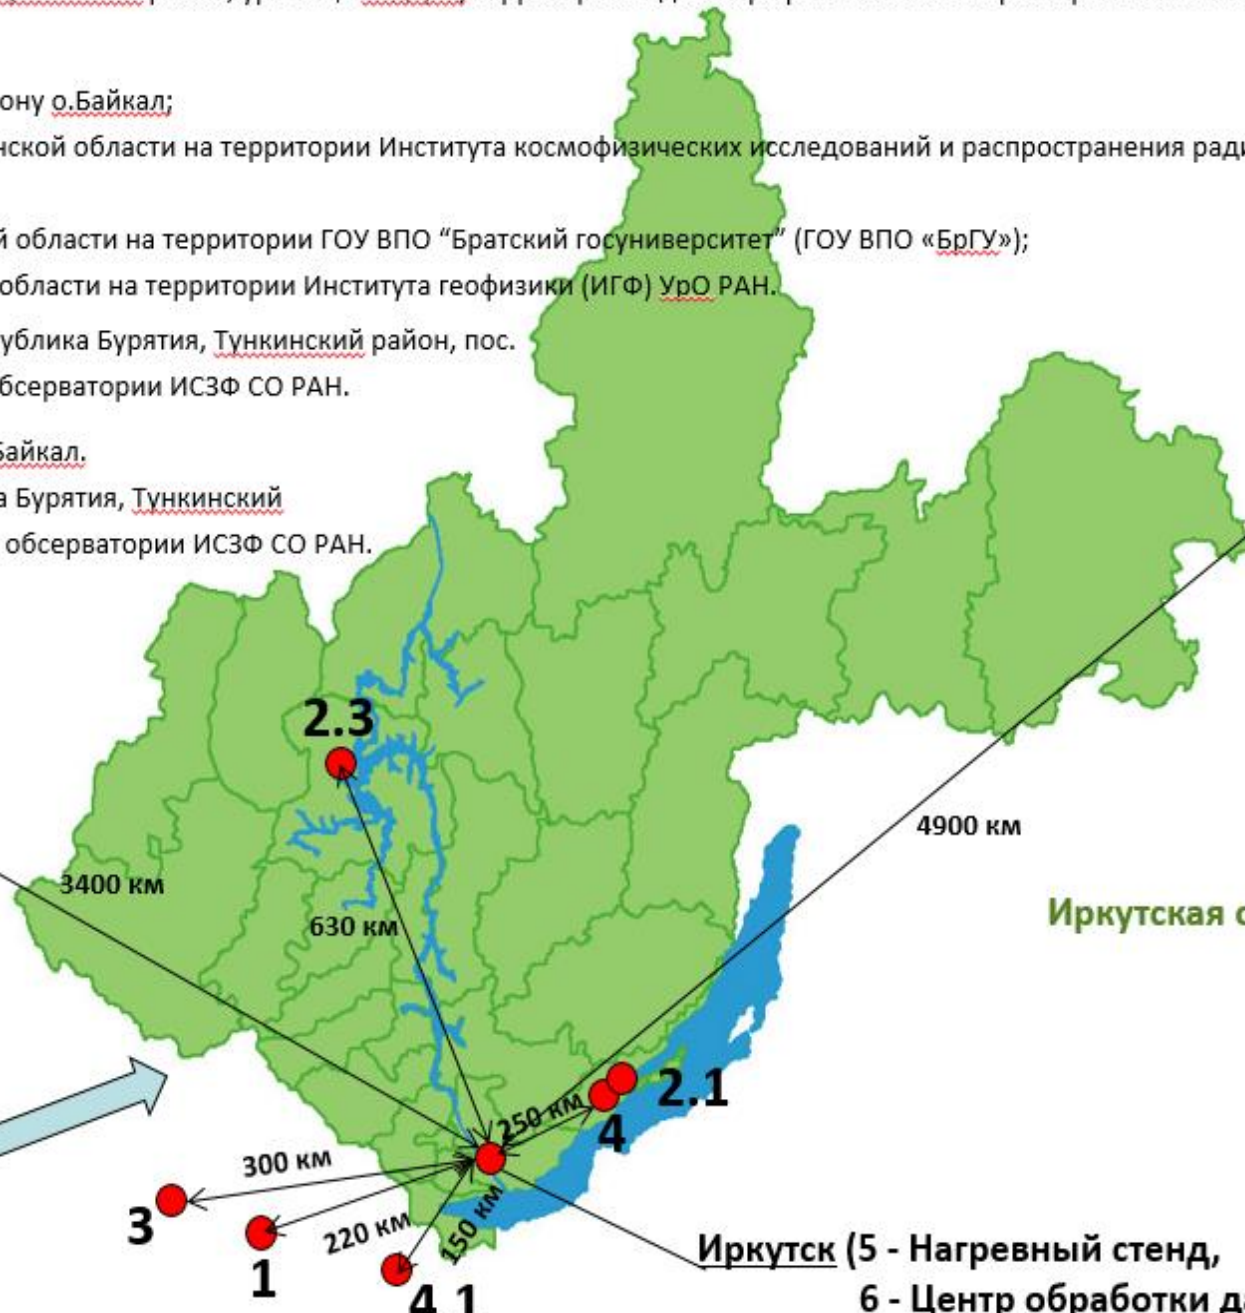 ону о.Байкал;
нской области на территории Института космофизических исследований и распространения ради
й области на территории ГОУ ВПО “Братский госуниверситет” (ГОУ ВПО «БрГУ»);
области на территории Института геофизики (ИГФ) УрО РАН.
ублика Бурятия, Тункинский район, пос.
бсерватории ИСЗФ СО РАН.
Байкал.
а Бурятия, Тункинский
обсерватории ИСЗФ СО РАН.
2.3
4900 км
3400 км
Иркутская о
630 км
2.1
250 км
4
300 км
3
150 км
220 км
1
4.1
Иркутск (5 - Нагревный стенд,
6 - Центр обработки да